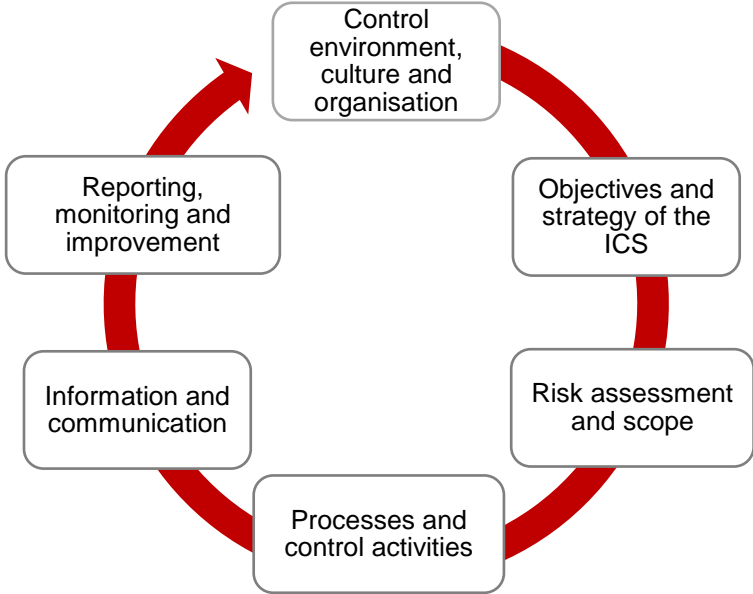 Control
environment,
culture and
organisation
Objectives and
strategy of the
ICS
Risk assessment
and scope
Processes and
control activities
Information and
communication
Reporting,
monitoring and
improvement